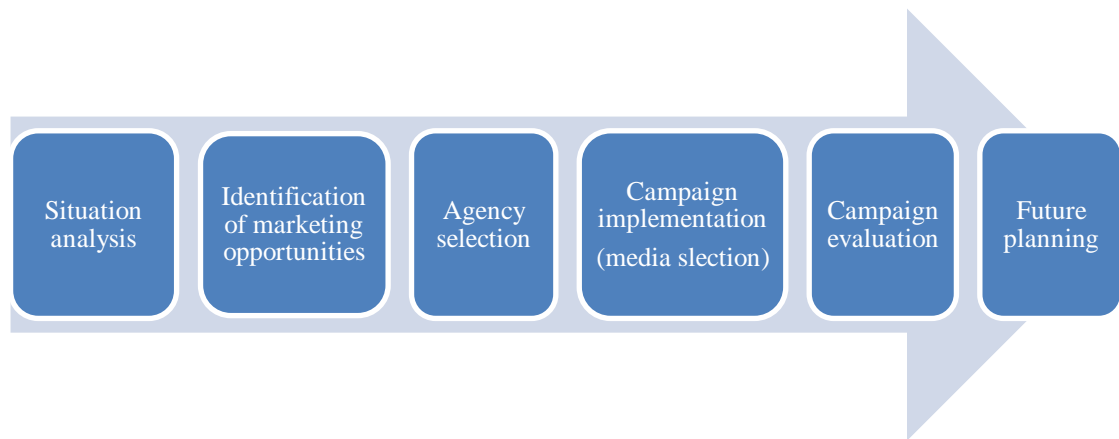 Situation
analysis
Identification
of marketing
opportunities
Agency
selection
Campaign
implementation
(media slection)
Campaign
evaluation
Future
planning